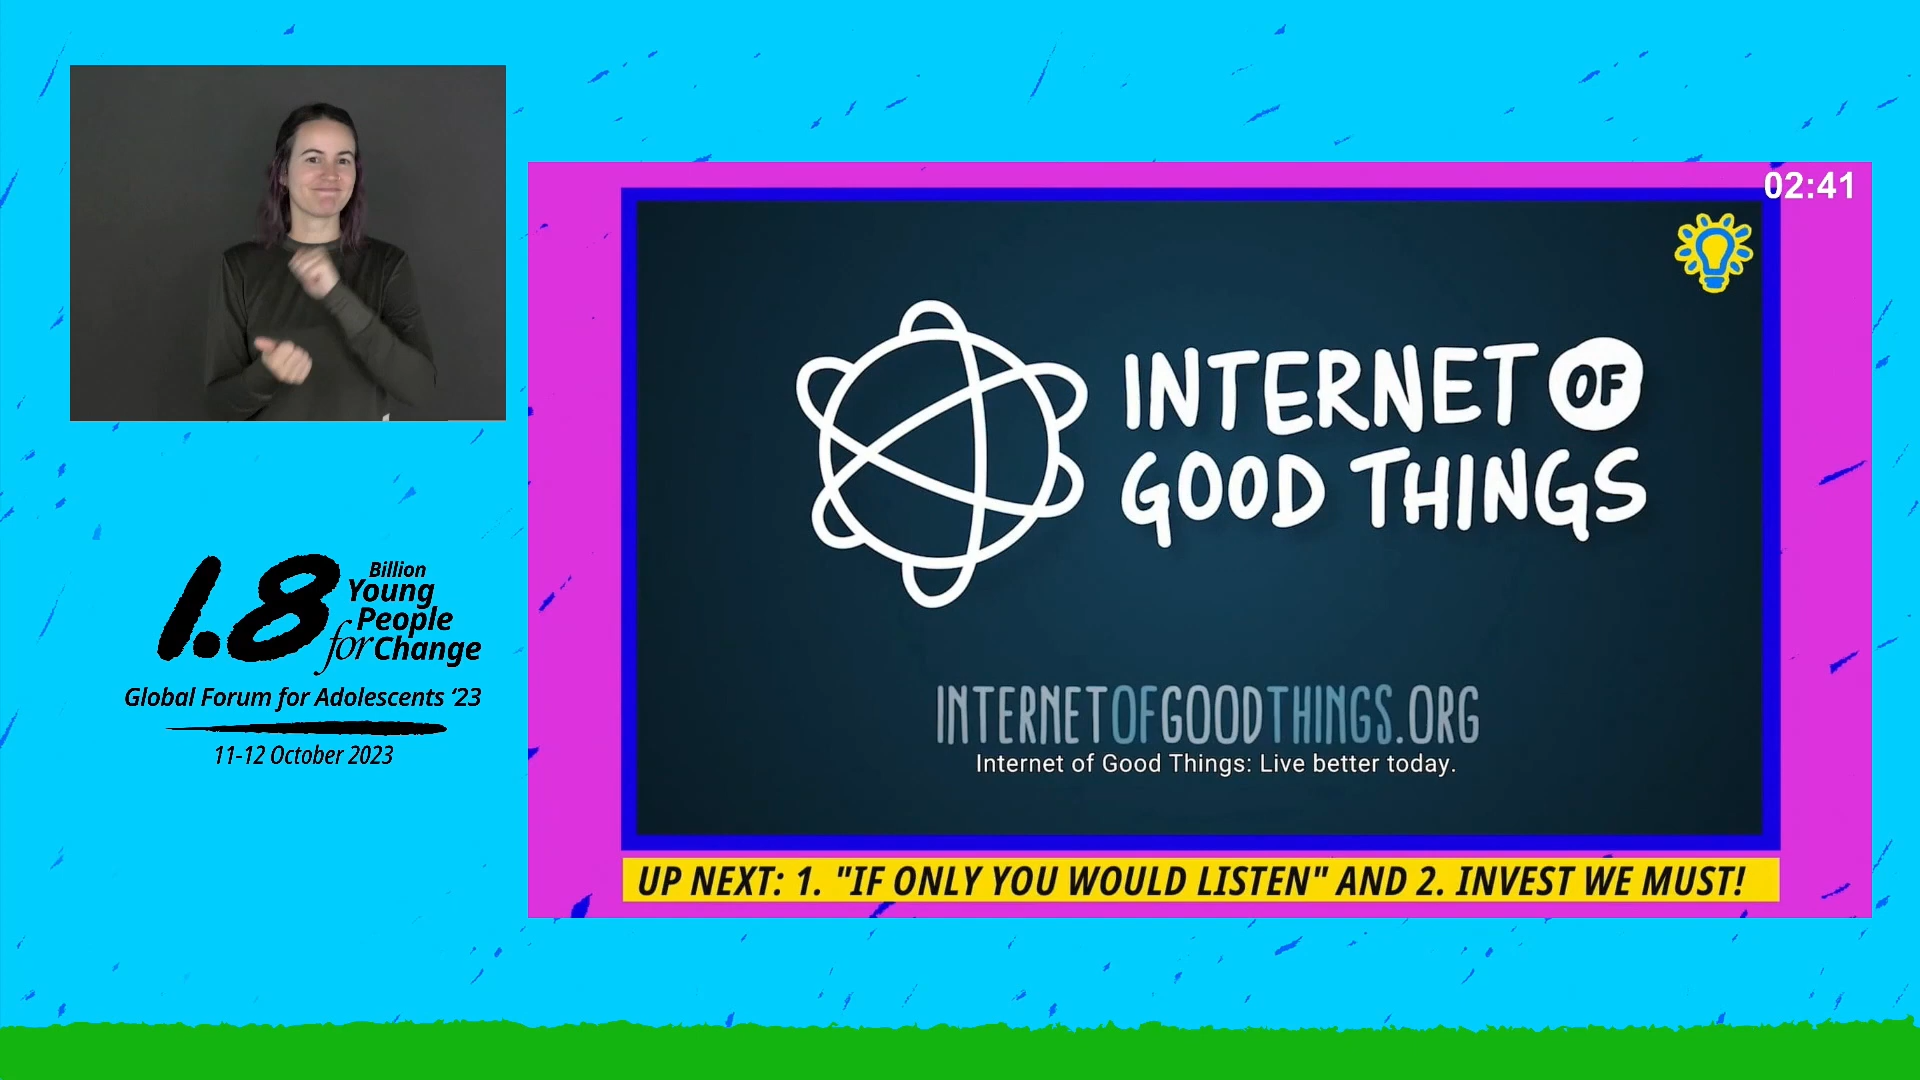 1.8 Billion
Young
People
for Change
Global Forum for Adolescents ‘23
11-12 October 2023
02:41
INTERNET OF
GOOD THINGS
INTERNETOFGOODTHINGS.ORG
Internet of Good Things: Live better today.
UP NEXT: 1. "IF ONLY YOU WOULD LISTEN" AND 2. INVEST WE MUST!